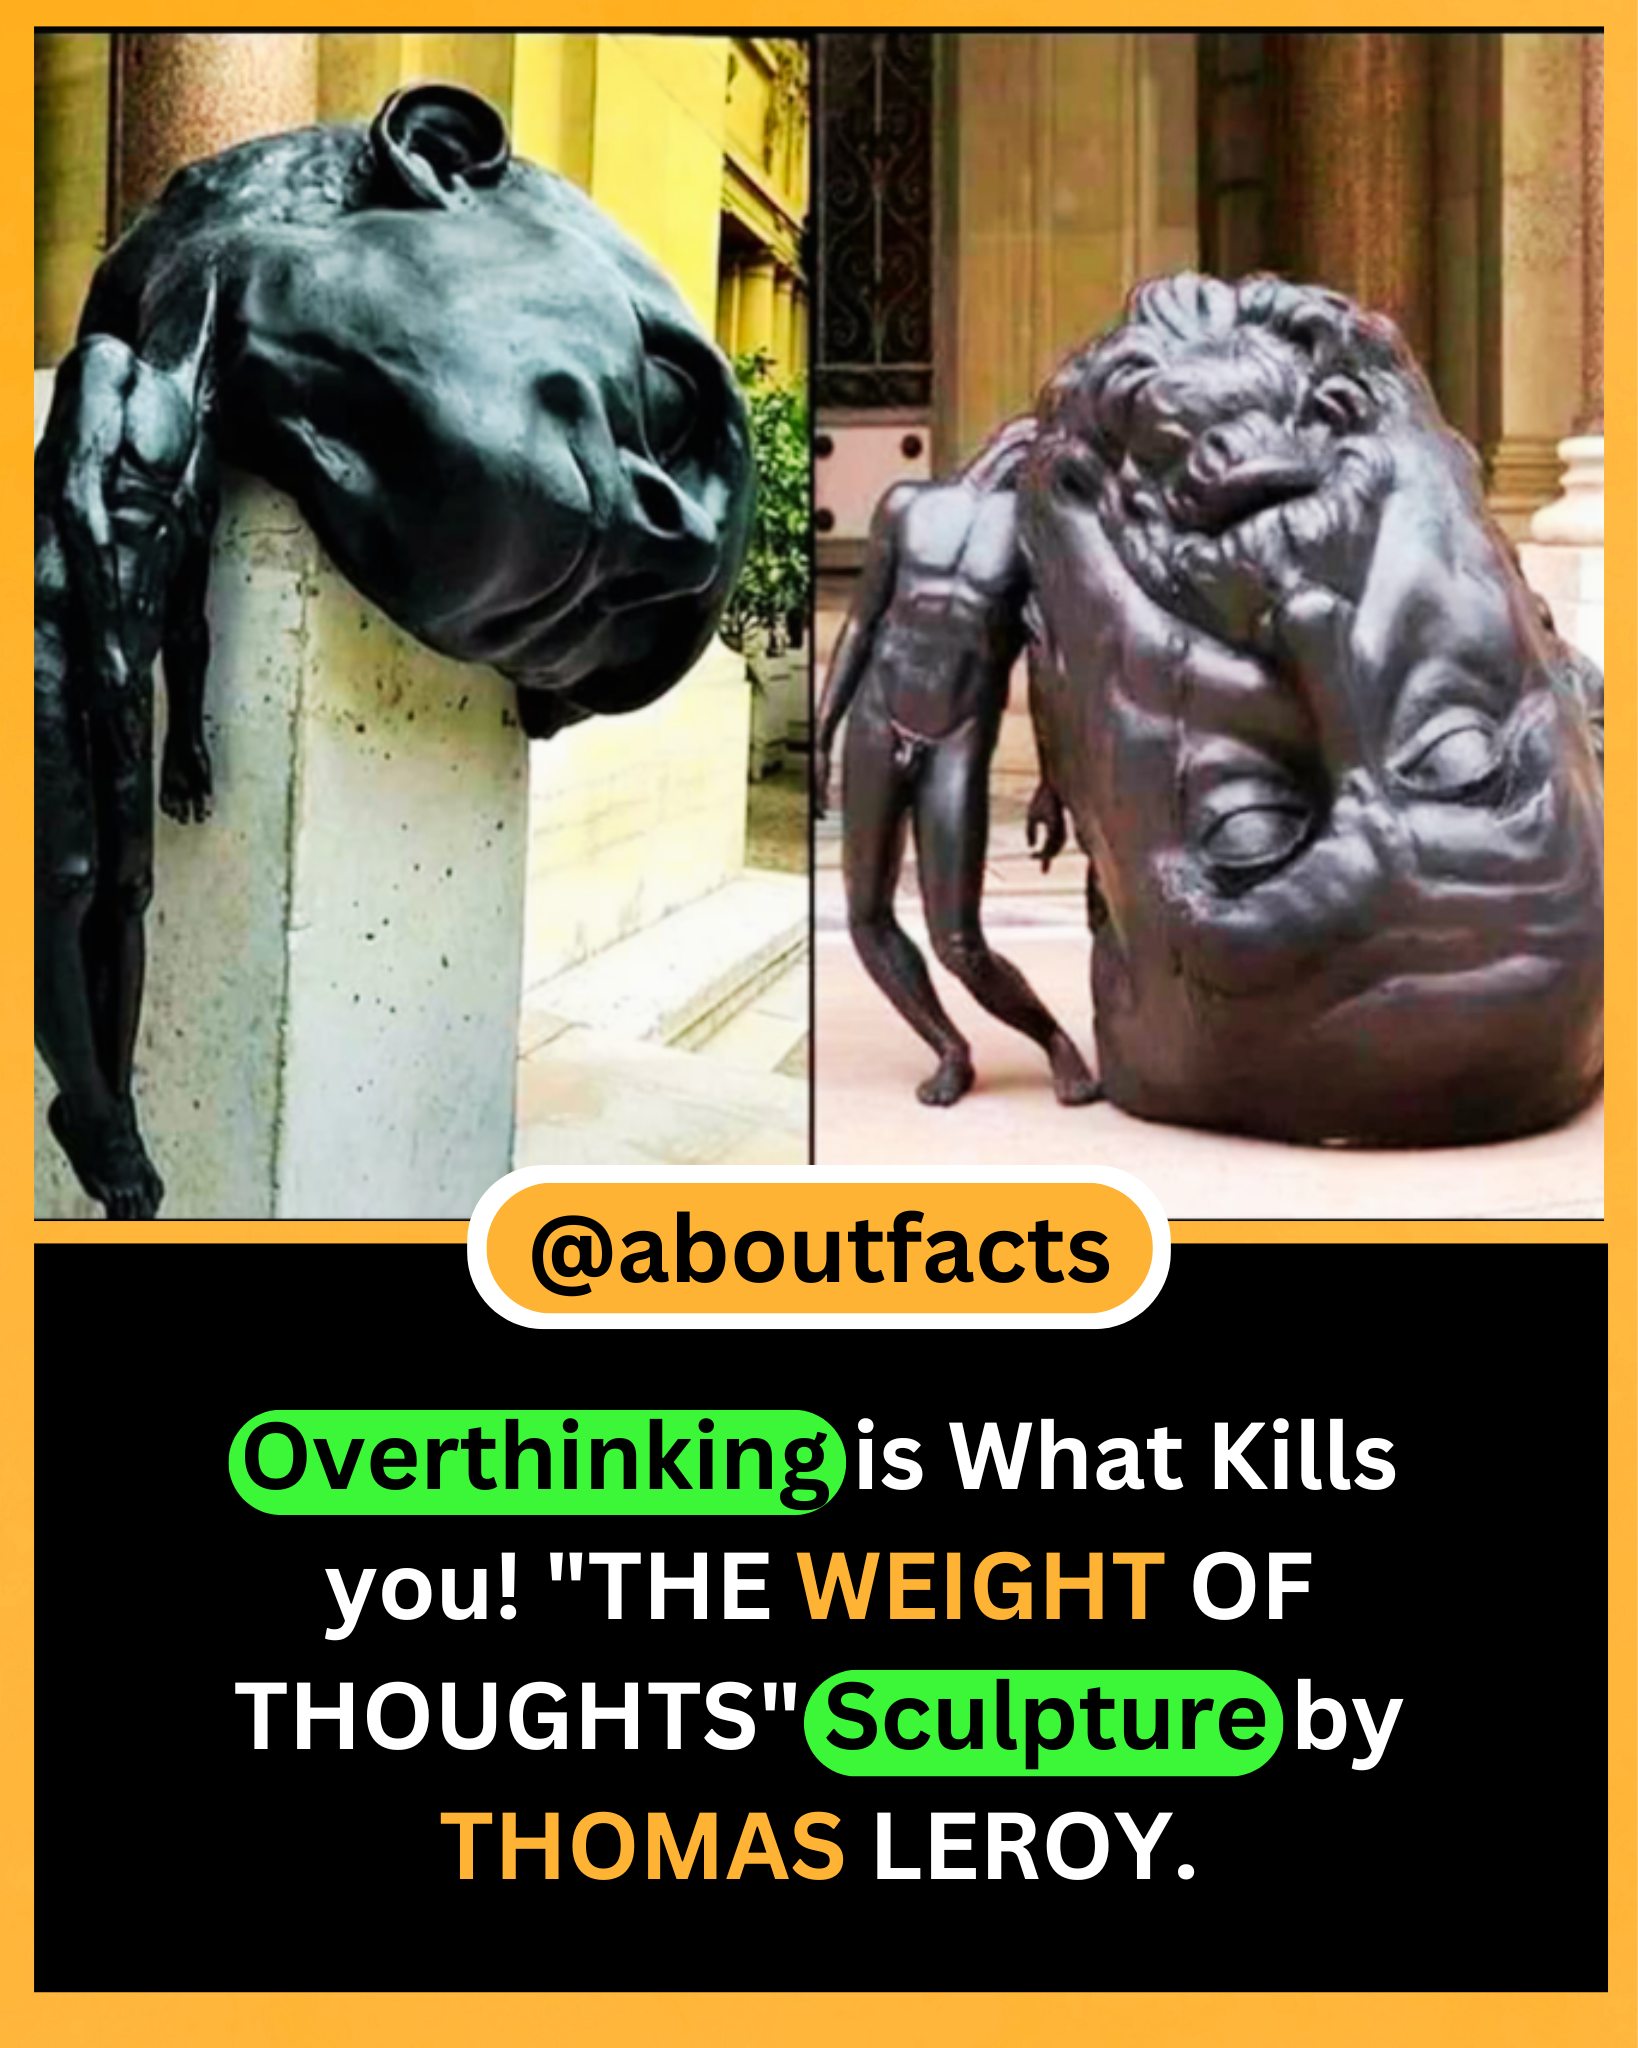 @aboutfacts
Overthinking is What Kills
you! "THE WEIGHT OF
THOUGHTS" Sculpture by
THOMAS LEROY.